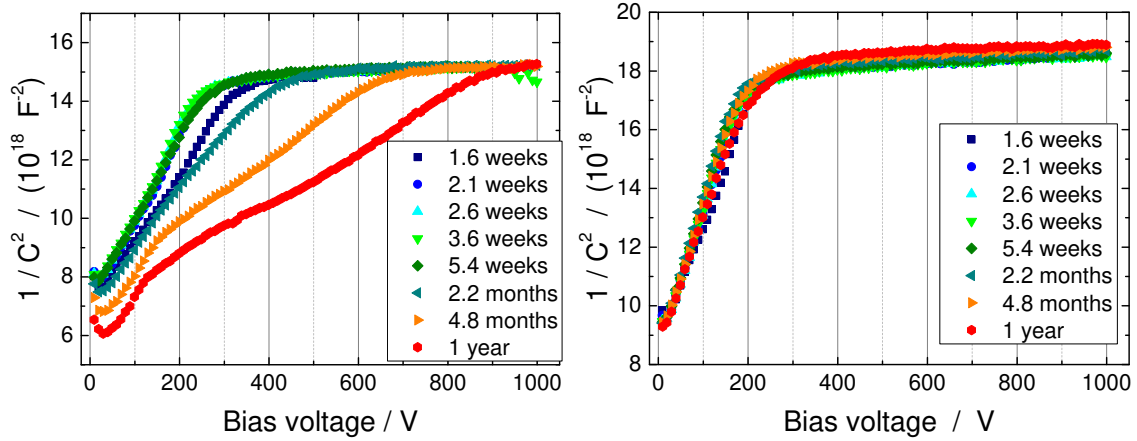 16
14
12
10
8
6
0 200 400 600 800 1000
Bias voltage / V
1 / C² / (10¹⁸ F⁻²)
1.6 weeks
2.1 weeks
2.6 weeks
3.6 weeks
5.4 weeks
2.2 months
4.8 months
1 year
20
18
16
14
12
10
8
0 200 400 600 800 1000
Bias voltage / V
1 / C² / (10¹⁸ F⁻²)
1.6 weeks
2.1 weeks
2.6 weeks
3.6 weeks
5.4 weeks
2.2 months
4.8 months
1 year